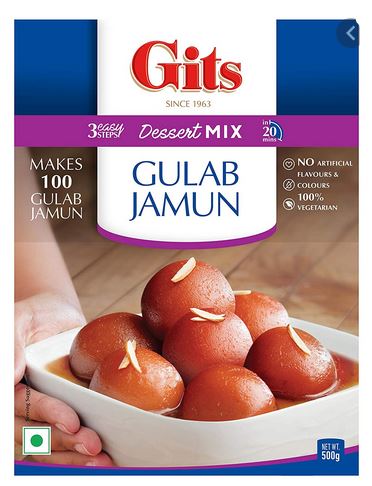 Gits
SINCE 1963
3 easy STEPS!
Dessert MIX
in 20 mins
MAKES
100
GULAB
JAMUN
GULAB
JAMUN
NO ARTIFICIAL
FLAVOURS &
COLOURS
100%
VEGETARIAN
NET WT.
500g